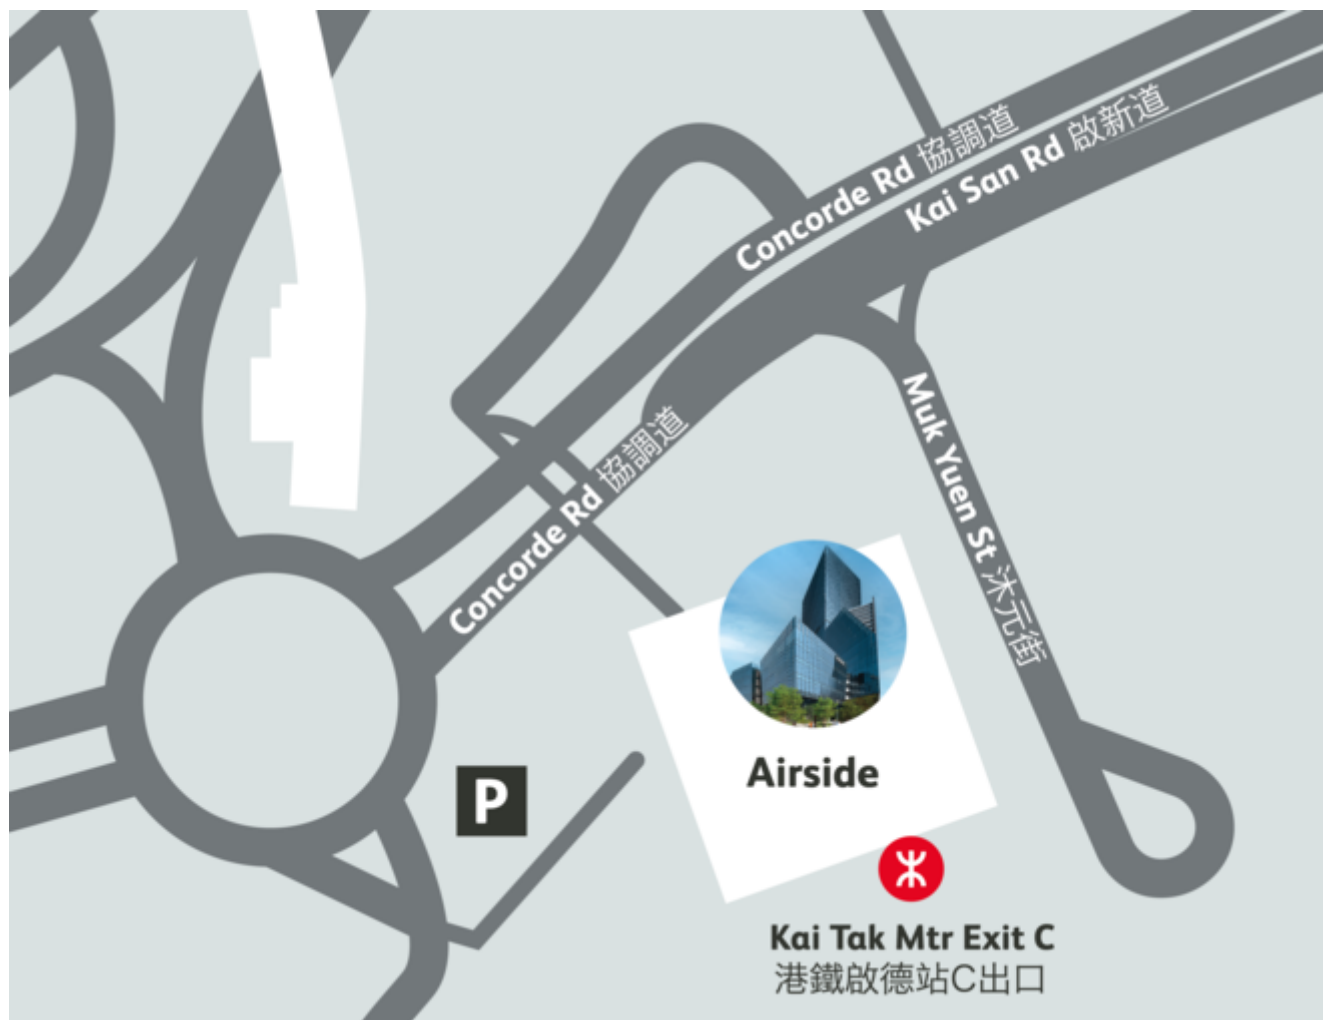 Concorde Rd 協調道
Kai San Rd 啟新道
Concorde Rd 協調道
Muk Yuen St 沐元街
P
Airside
Kai Tak Mtr Exit C
港鐵啟德站C出口